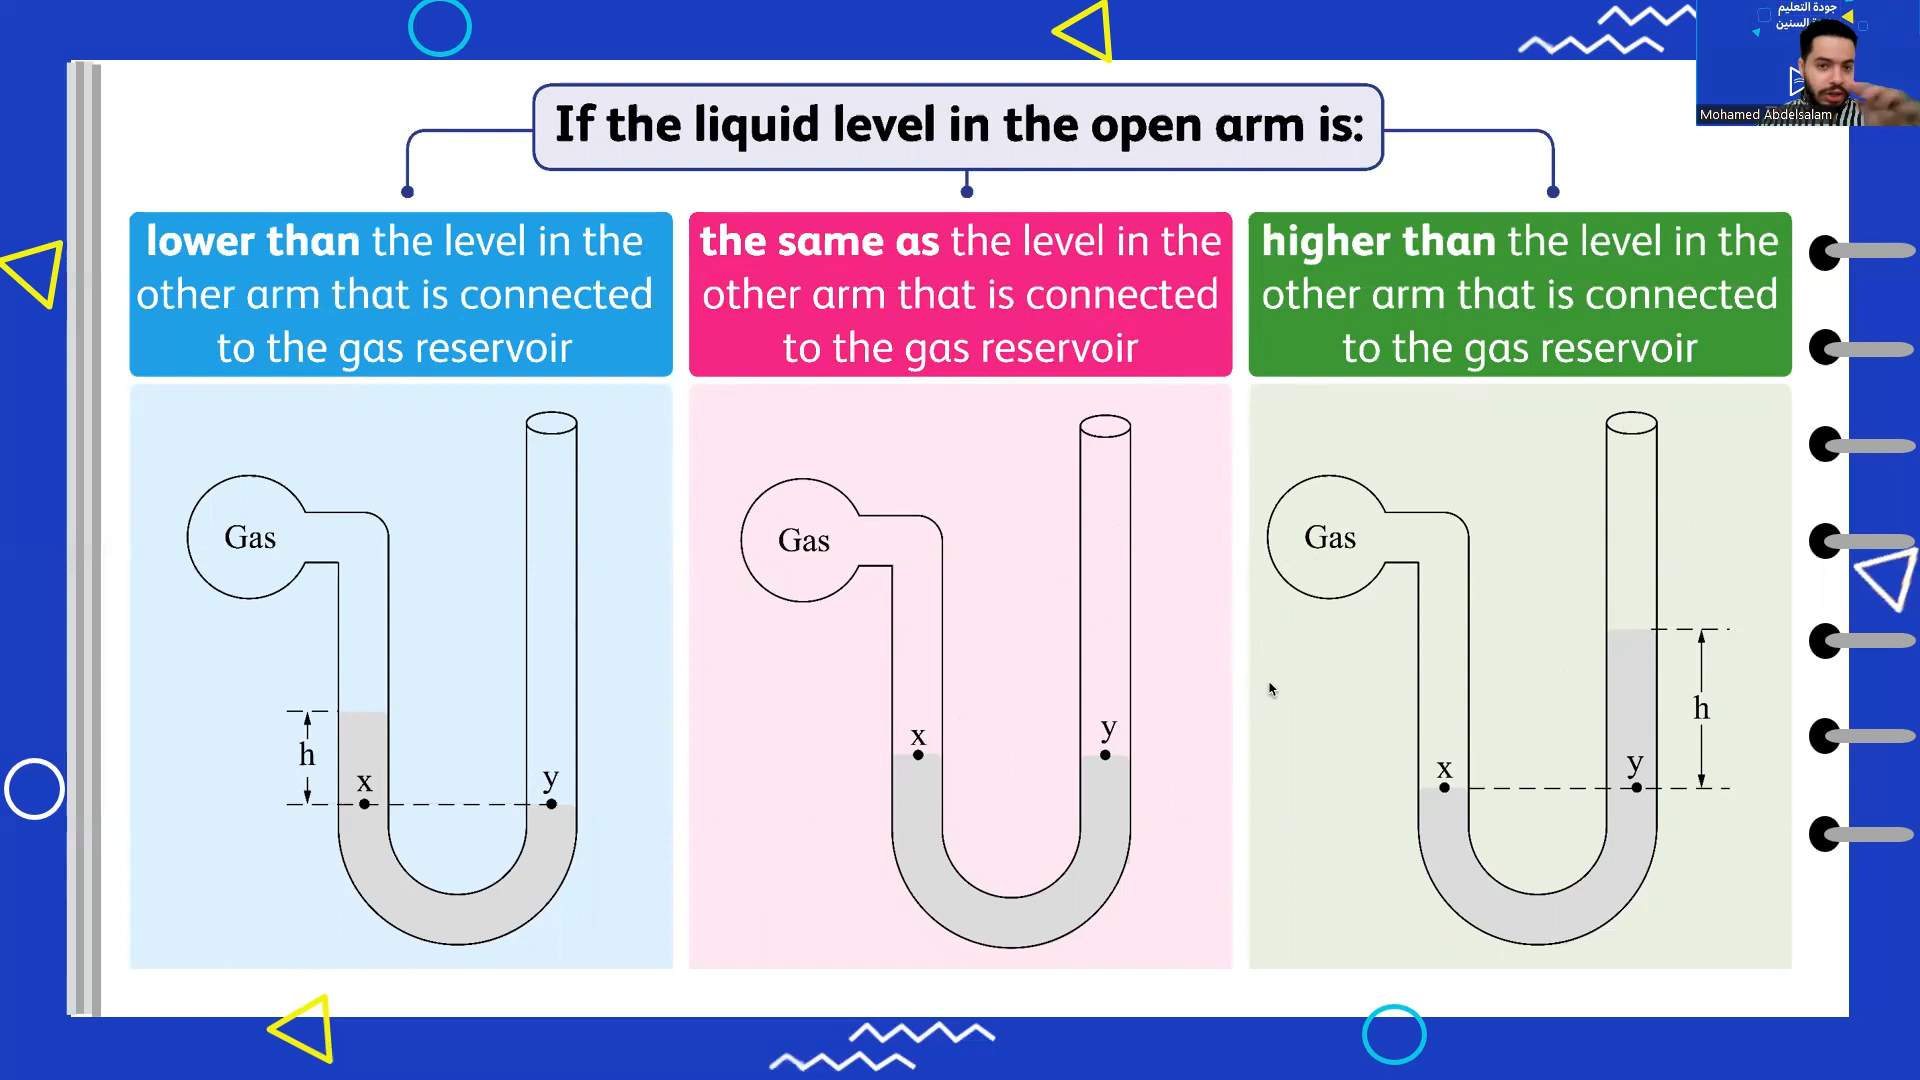 جودة التعليم
Mohamed Abdelsalam
If the liquid level in the open arm is:
lower than the level in the
other arm that is connected
to the gas reservoir
the same as the level in the
other arm that is connected
to the gas reservoir
higher than the level in the
other arm that is connected
to the gas reservoir
Gas
h
x
y
Gas
x
y
Gas
x
y
h